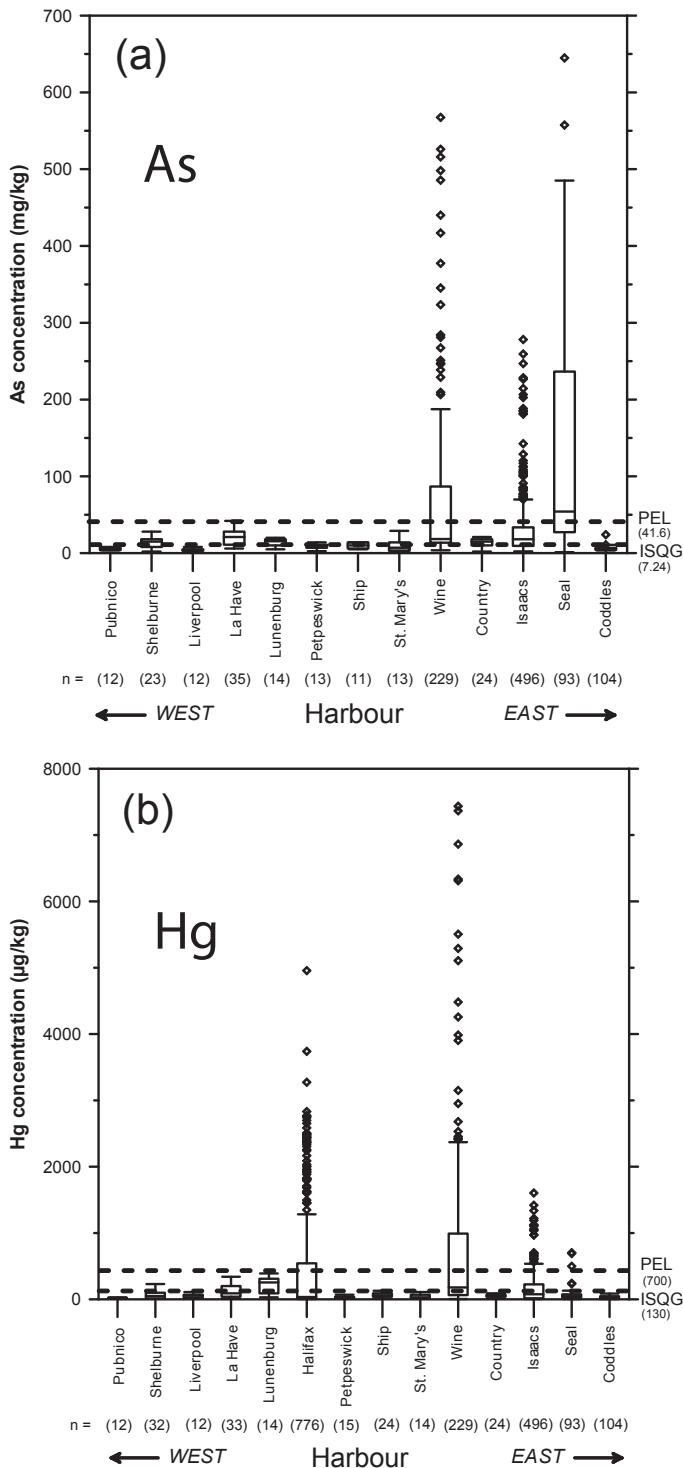 (a)
As
As concentration (mg/kg)
700
600
500
400
300
200
100
0
PEL
(41.6)
ISQG
(7.24)
Pubnico
Shelburne
Liverpool
La Have
Lunenburg
Petpeswick
Ship
St. Mary's
Wine
Country
Isaacs
Seal
Coddles
n = (12) (23) (12) (35) (14) (13) (11) (13) (229) (24) (496) (93) (104)
WEST Harbour EAST
(b)
Hg
Hg concentration (µg/kg)
8000
6000
4000
2000
0
PEL
(700)
ISQG
(130)
Pubnico
Shelburne
Liverpool
La Have
Lunenburg
Halifax
Petpeswick
Ship
St. Mary's
Wine
Country
Isaacs
Seal
Coddles
n = (12) (32) (12) (33) (14) (776) (15) (24) (14) (229) (24) (496) (93) (104)
WEST Harbour EAST